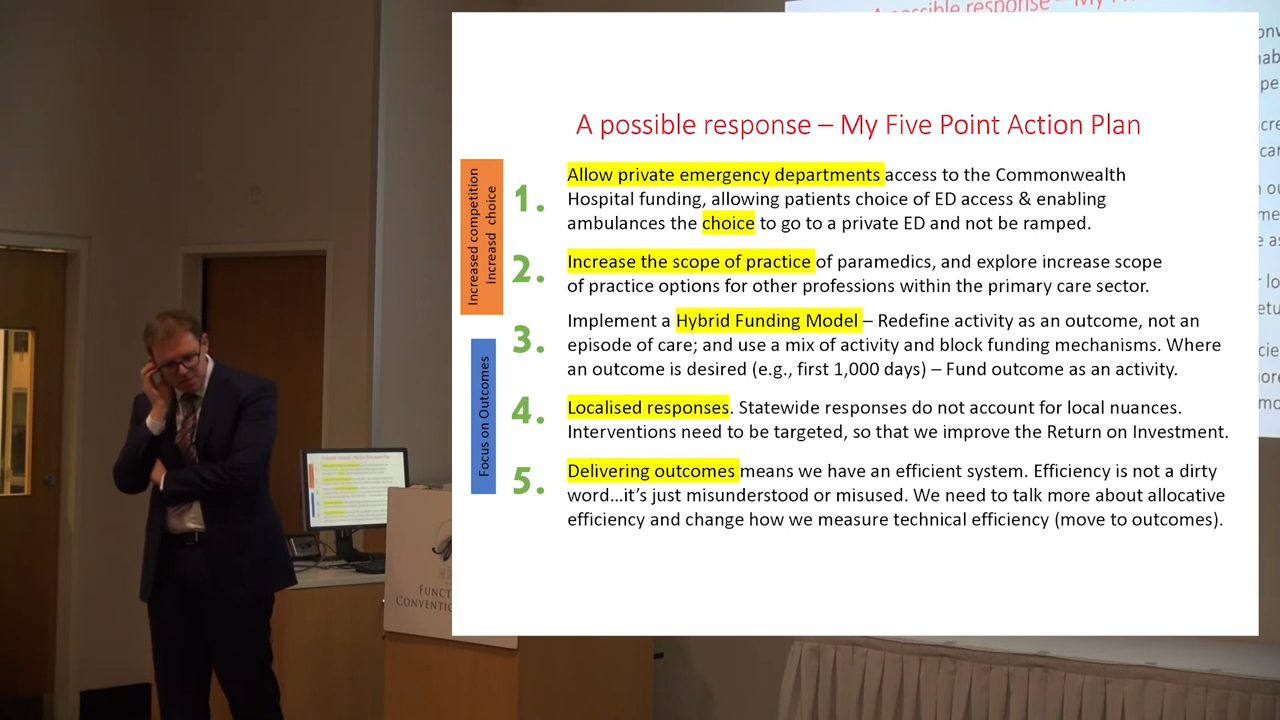 A possible response – My Five Point Action Plan
Increased competition
Increasd choice
1.
Allow private emergency departments access to the Commonwealth
Hospital funding, allowing patients choice of ED access & enabling
ambulances the choice to go to a private ED and not be ramped.
2.
Increase the scope of practice of paramedics, and explore increase scope
of practice options for other professions within the primary care sector.
Focus on Outcomes
3.
Implement a Hybrid Funding Model – Redefine activity as an outcome, not an
episode of care; and use a mix of activity and block funding mechanisms. Where
an outcome is desired (e.g., first 1,000 days) – Fund outcome as an activity.
4.
Localised responses. Statewide responses do not account for local nuances.
Interventions need to be targeted, so that we improve the Return on Investment.
5.
Delivering outcomes means we have an efficient system. Efficiency is not a dirty
word...it's just misunderstood or misused. We need to talk more about allocative
efficiency and change how we measure technical efficiency (move to outcomes).
A possible response – My
FUNCT
CONVENTI